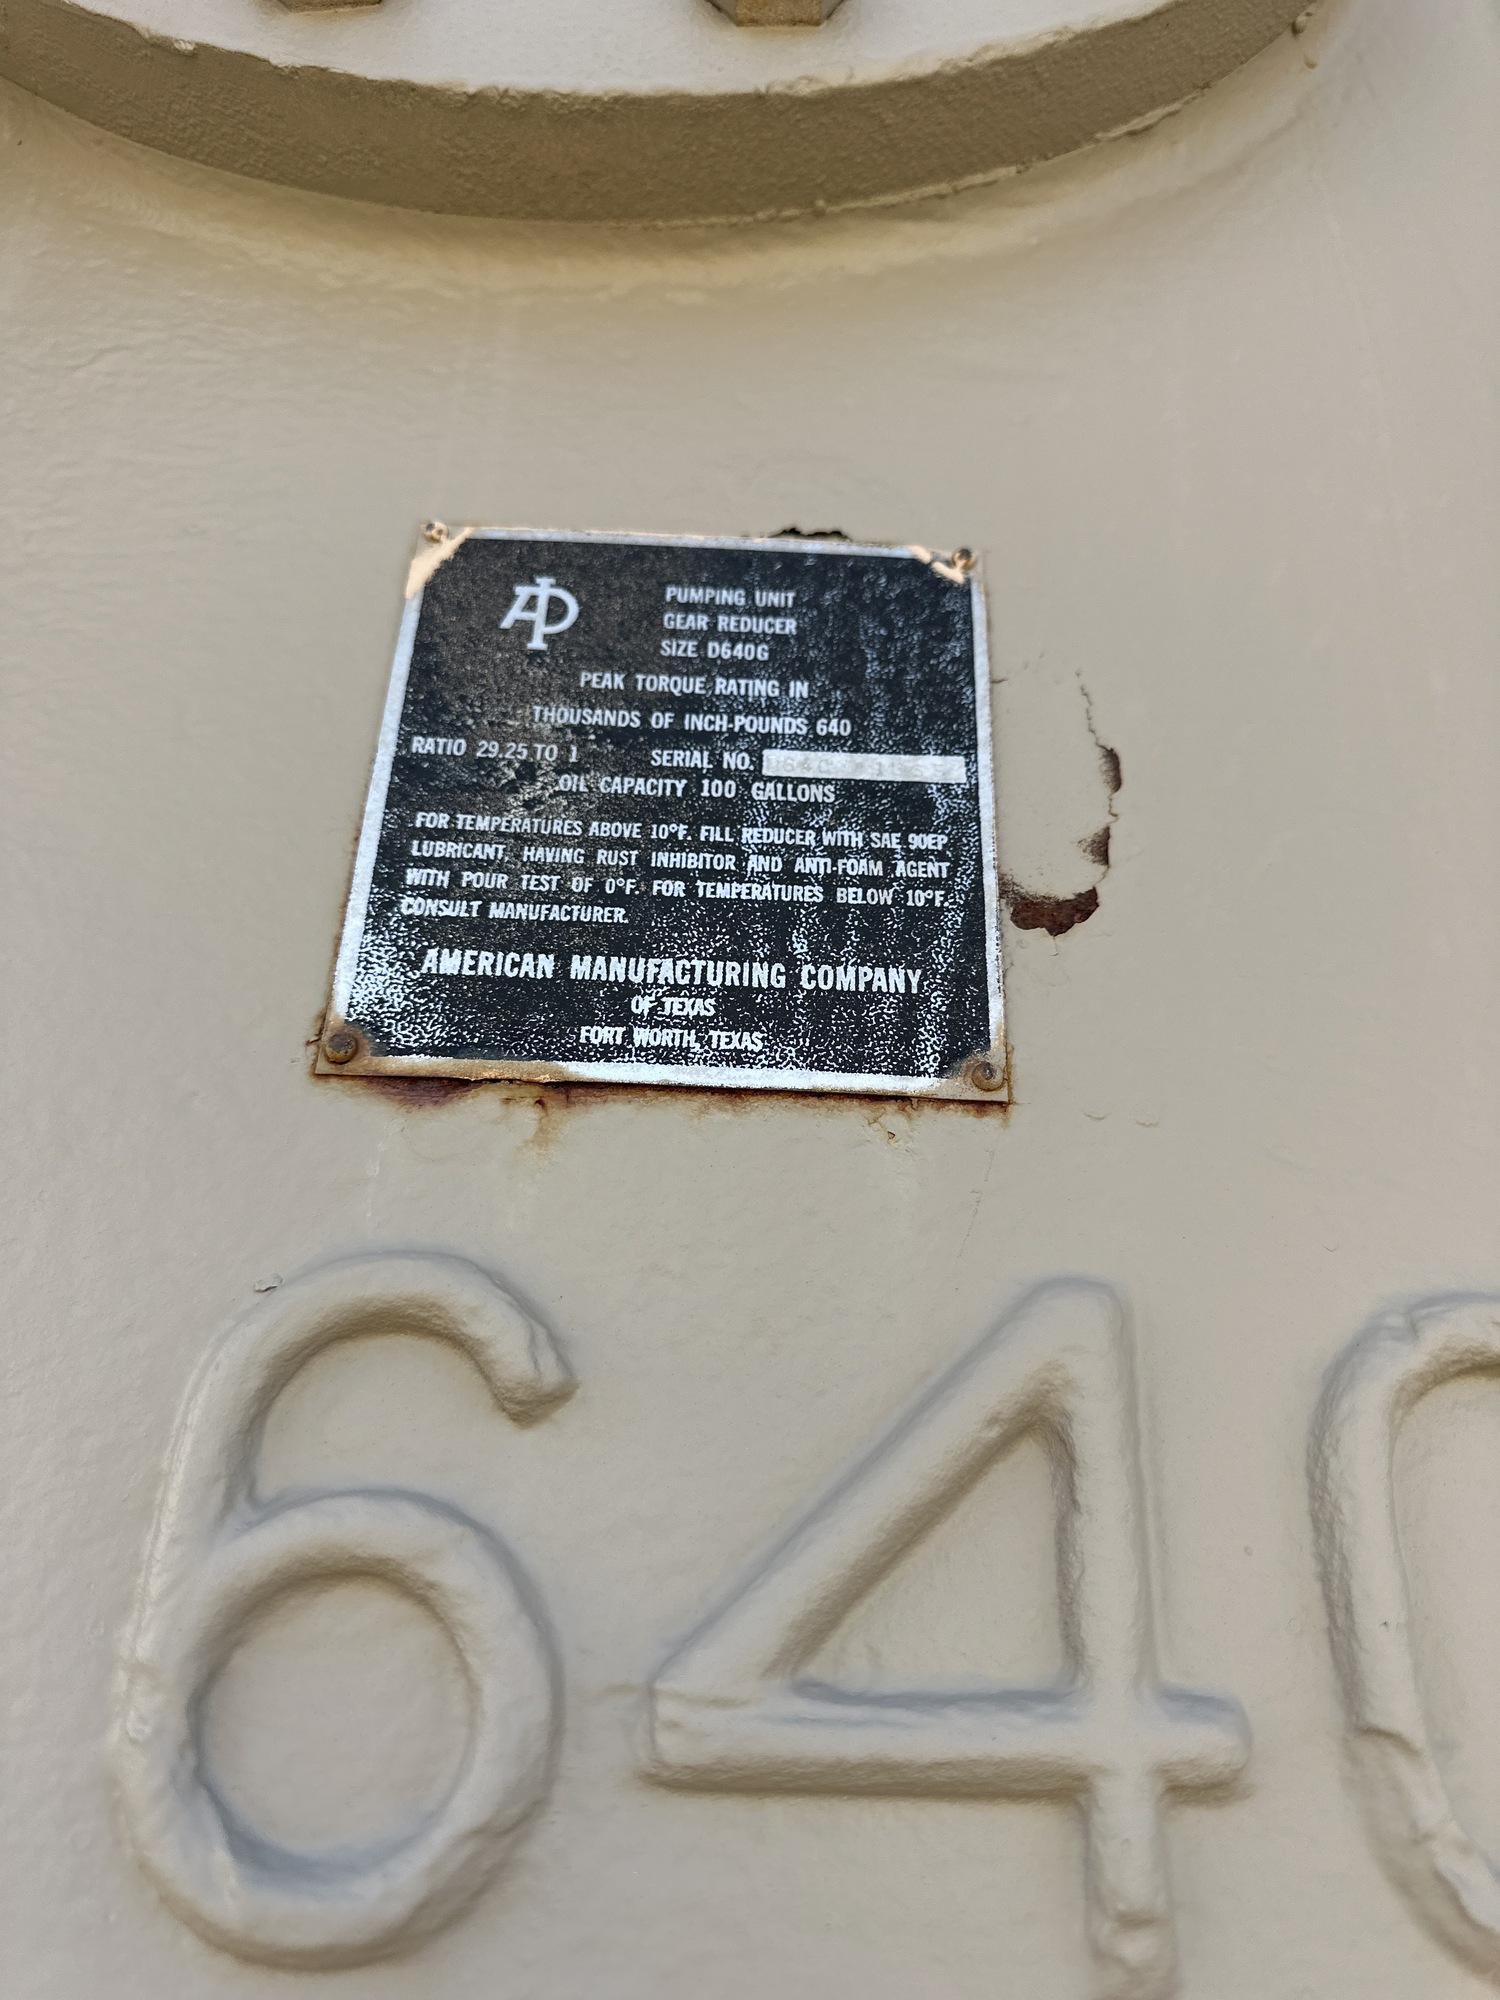 AP
PUMPING UNIT
GEAR REDUCER
SIZE D640G
PEAK TORQUE RATING IN
THOUSANDS OF INCH-POUNDS 640
RATIO 29.25 TO 1 SERIAL NO.
OIL CAPACITY 100 GALLONS
FOR TEMPERATURES ABOVE 10°F. FILL REDUCER WITH SAE 90EP
LUBRICANT, HAVING RUST INHIBITOR AND ANTI-FOAM AGENT
WITH POUR TEST OF 0°F. FOR TEMPERATURES BELOW 10°F.
CONSULT MANUFACTURER.
AMERICAN MANUFACTURING COMPANY
OF TEXAS
FORT WORTH, TEXAS
640